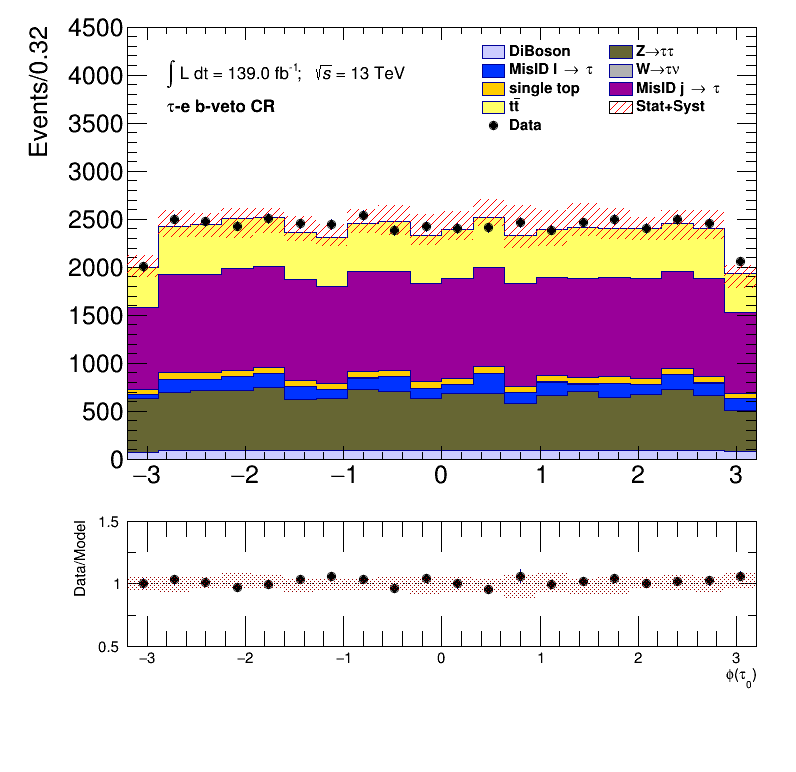 Events/0.32
4500
4000
3500
3000
2500
2000
1500
1000
500
0
∫ L dt = 139.0 fb⁻¹; √s = 13 TeV
τ-e b-veto CR
DiBoson
MisID l → τ
single top
tt̄
Data
Z→ττ
W→τν
MisID j → τ
Stat+Syst
−3 −2 −1 0 1 2 3
Data/Model
1.5
1
0.5
−3 −2 −1 0 1 2 3
ϕ(τ₀)